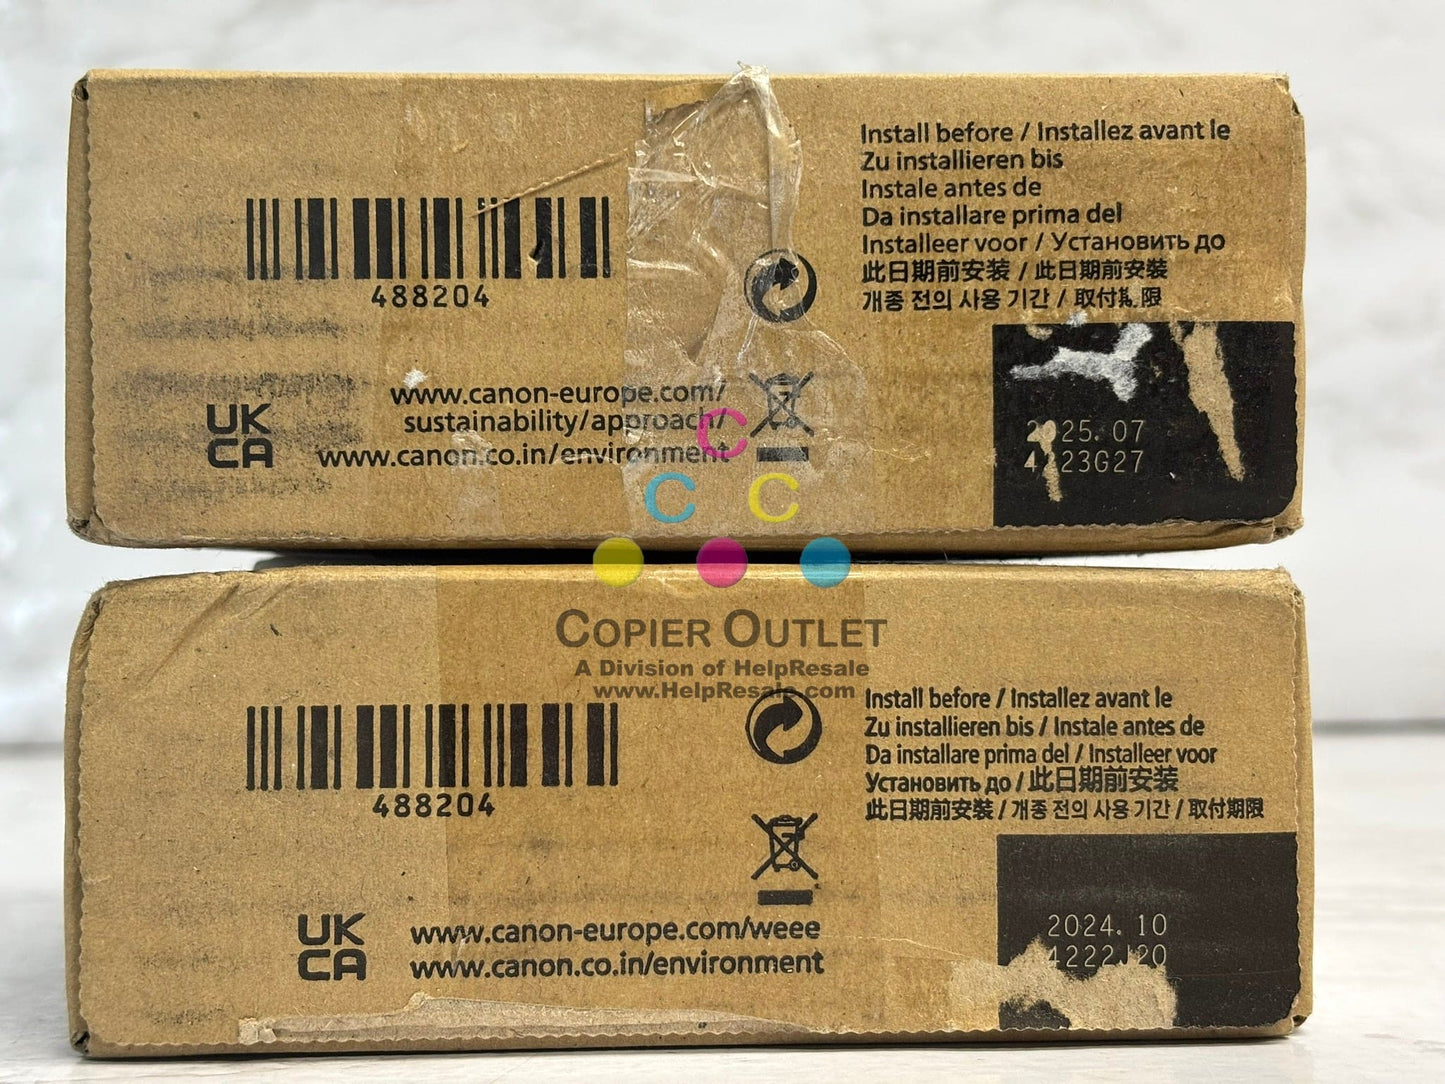 Install before / Installez avant le
Zu installieren bis
Instale antes de
Da installare prima del
Installeer voor / Установить до
此日期前安装 / 此日期前安裝
개종 전의 사용 기간 / 取付期限
488204
www.canon-europe.com/
sustainability/approach/
www.canon.co.in/environment
UK
CA
2025. 07
23G27
C
C C
COPIER OUTLET
A Division of HelpResale
www.HelpResale.com
Install before / Installez avant le
Zu installieren bis / Instale antes de
Da installare prima del / Installeer voor
Установить до / 此日期前安装
此日期前安裝 / 개종 전의 사용 기간 / 取付期限
488204
UK
CA
www.canon-europe.com/weee
www.canon.co.in/environment
2024. 10
4222J20